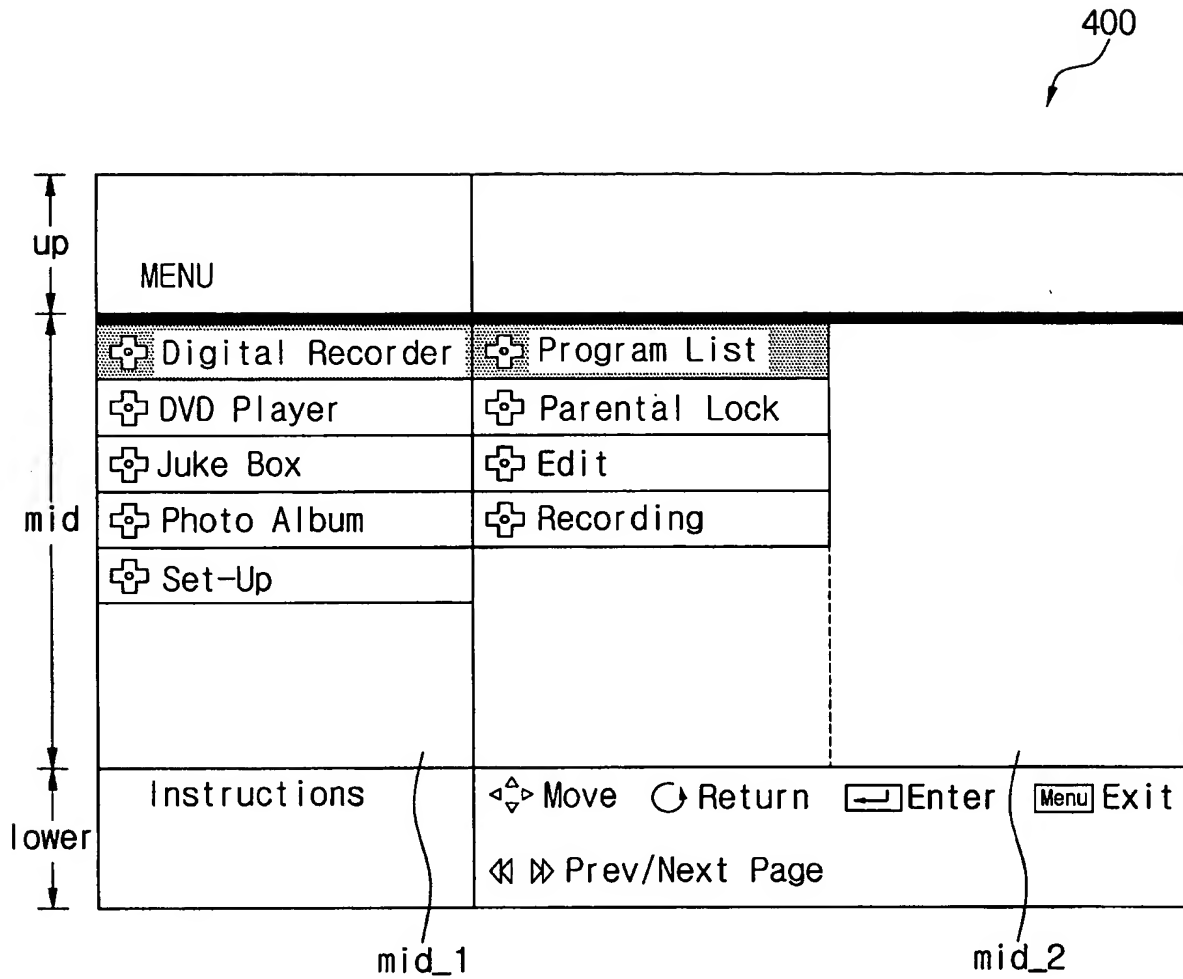 400
up
MENU
mid
Digital Recorder
Program List
DVD Player
Parental Lock
Juke Box
Edit
Photo Album
Recording
Set-Up
lower
Instructions
Move Return Enter Menu Exit
Prev/Next Page
mid_1
mid_2